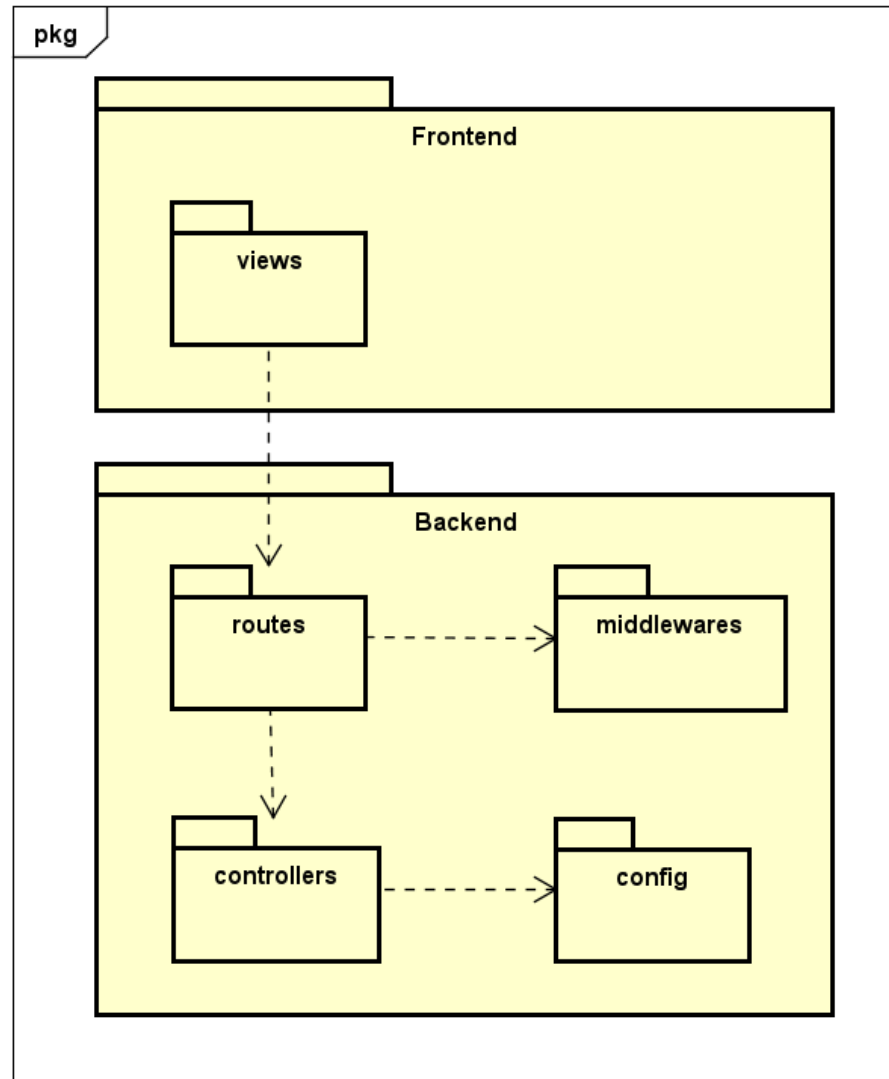 pkg
Frontend
views
Backend
routes
middlewares
controllers
config